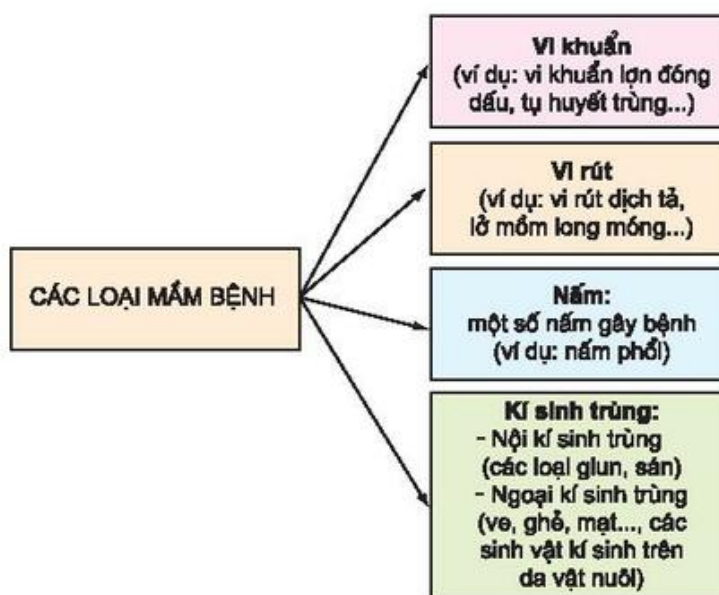 CÁC LOẠI MẦM BỆNH
Vi khuẩn
(ví dụ: vi khuẩn lợn đóng
dấu, tụ huyết trùng...)
Vi rút
(ví dụ: vi rút dịch tả,
lở mồm long móng...)
Nấm:
một số nấm gây bệnh
(ví dụ: nấm phổi)
Kí sinh trùng:
- Nội kí sinh trùng
(các loại giun, sán)
- Ngoại kí sinh trùng
(ve, ghẻ, mạt..., các
sinh vật kí sinh trên
da vật nuôi)